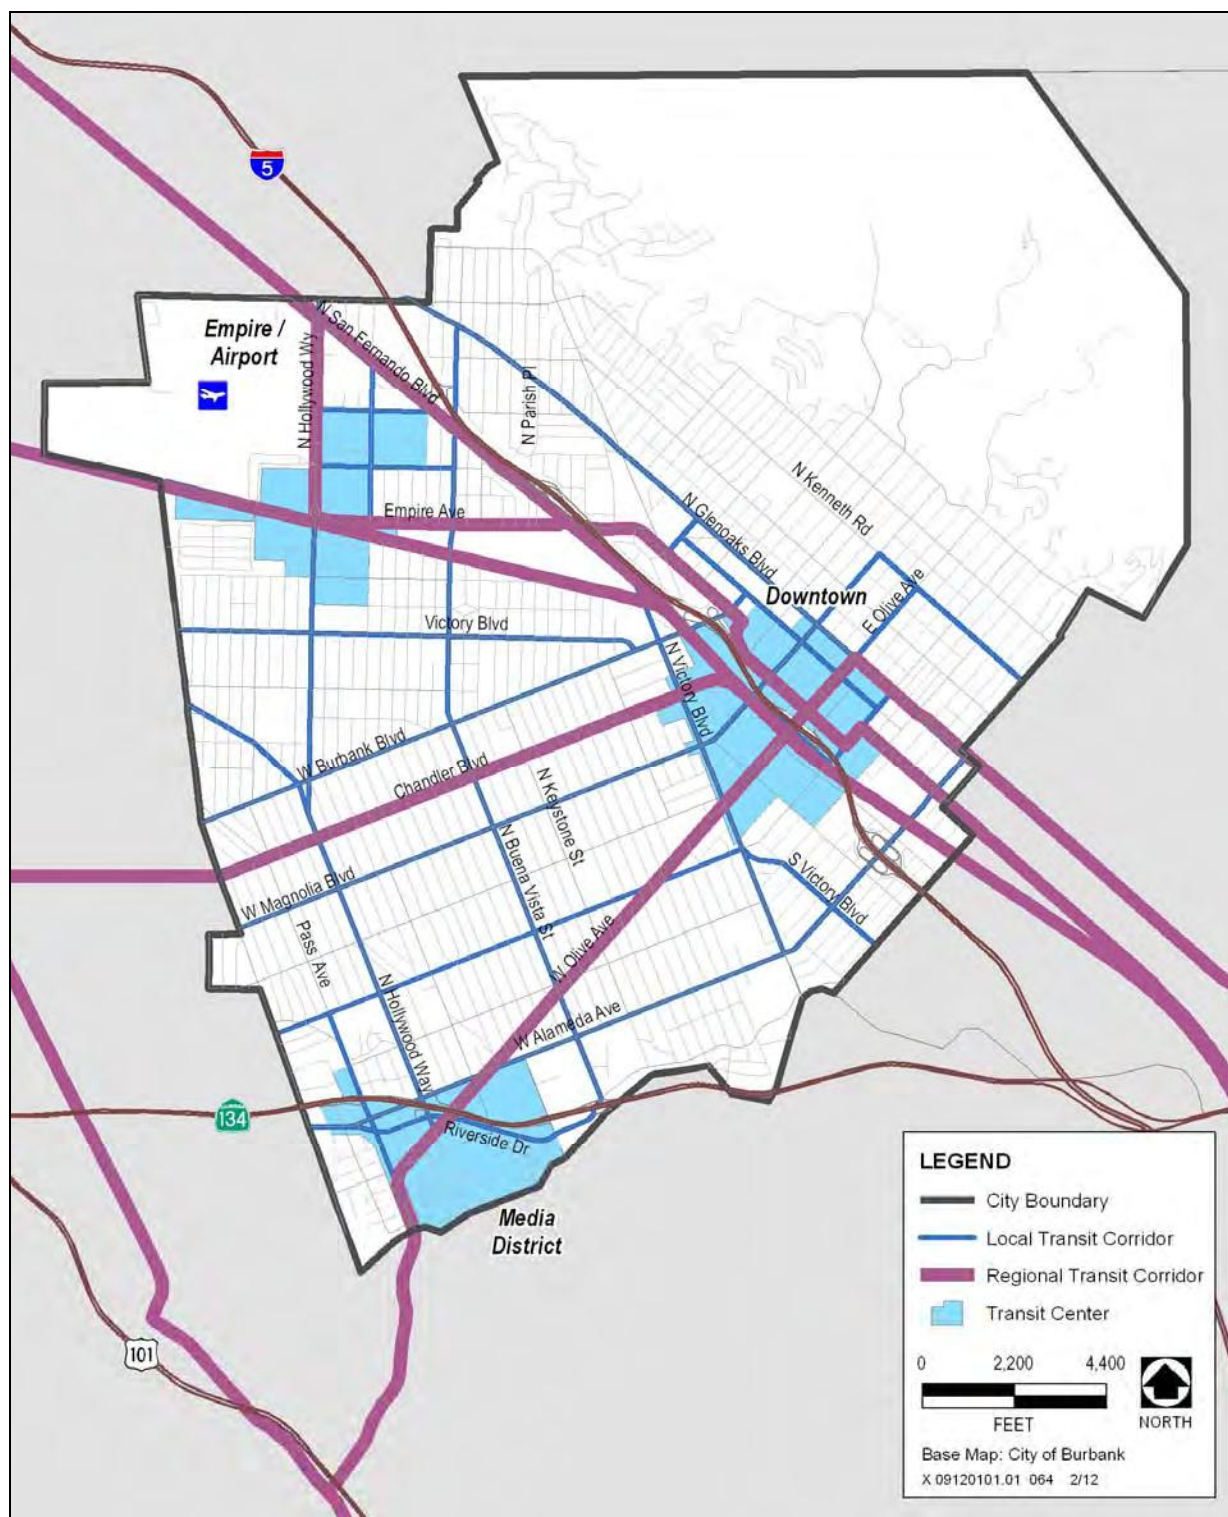 5
Empire /
Airport
N Hollywood Wy
N San Fernando Blvd
N Parish Pl
N Kenneth Rd
Empire Ave
N Glenoaks Blvd
Downtown
E Olive Ave
Victory Blvd
N Victory Blvd
W Burbank Blvd
Chandler Blvd
N Keystone St
N Buena Vista St
W Magnolia Blvd
S Victory Blvd
Pass Ave
N Hollywood Way
W Olive Ave
W Alameda Ave
134
Riverside Dr
Media
District
101
LEGEND
City Boundary
Local Transit Corridor
Regional Transit Corridor
Transit Center
0 2,200 4,400
FEET
NORTH
Base Map: City of Burbank
X 09120101.01 064 2/12